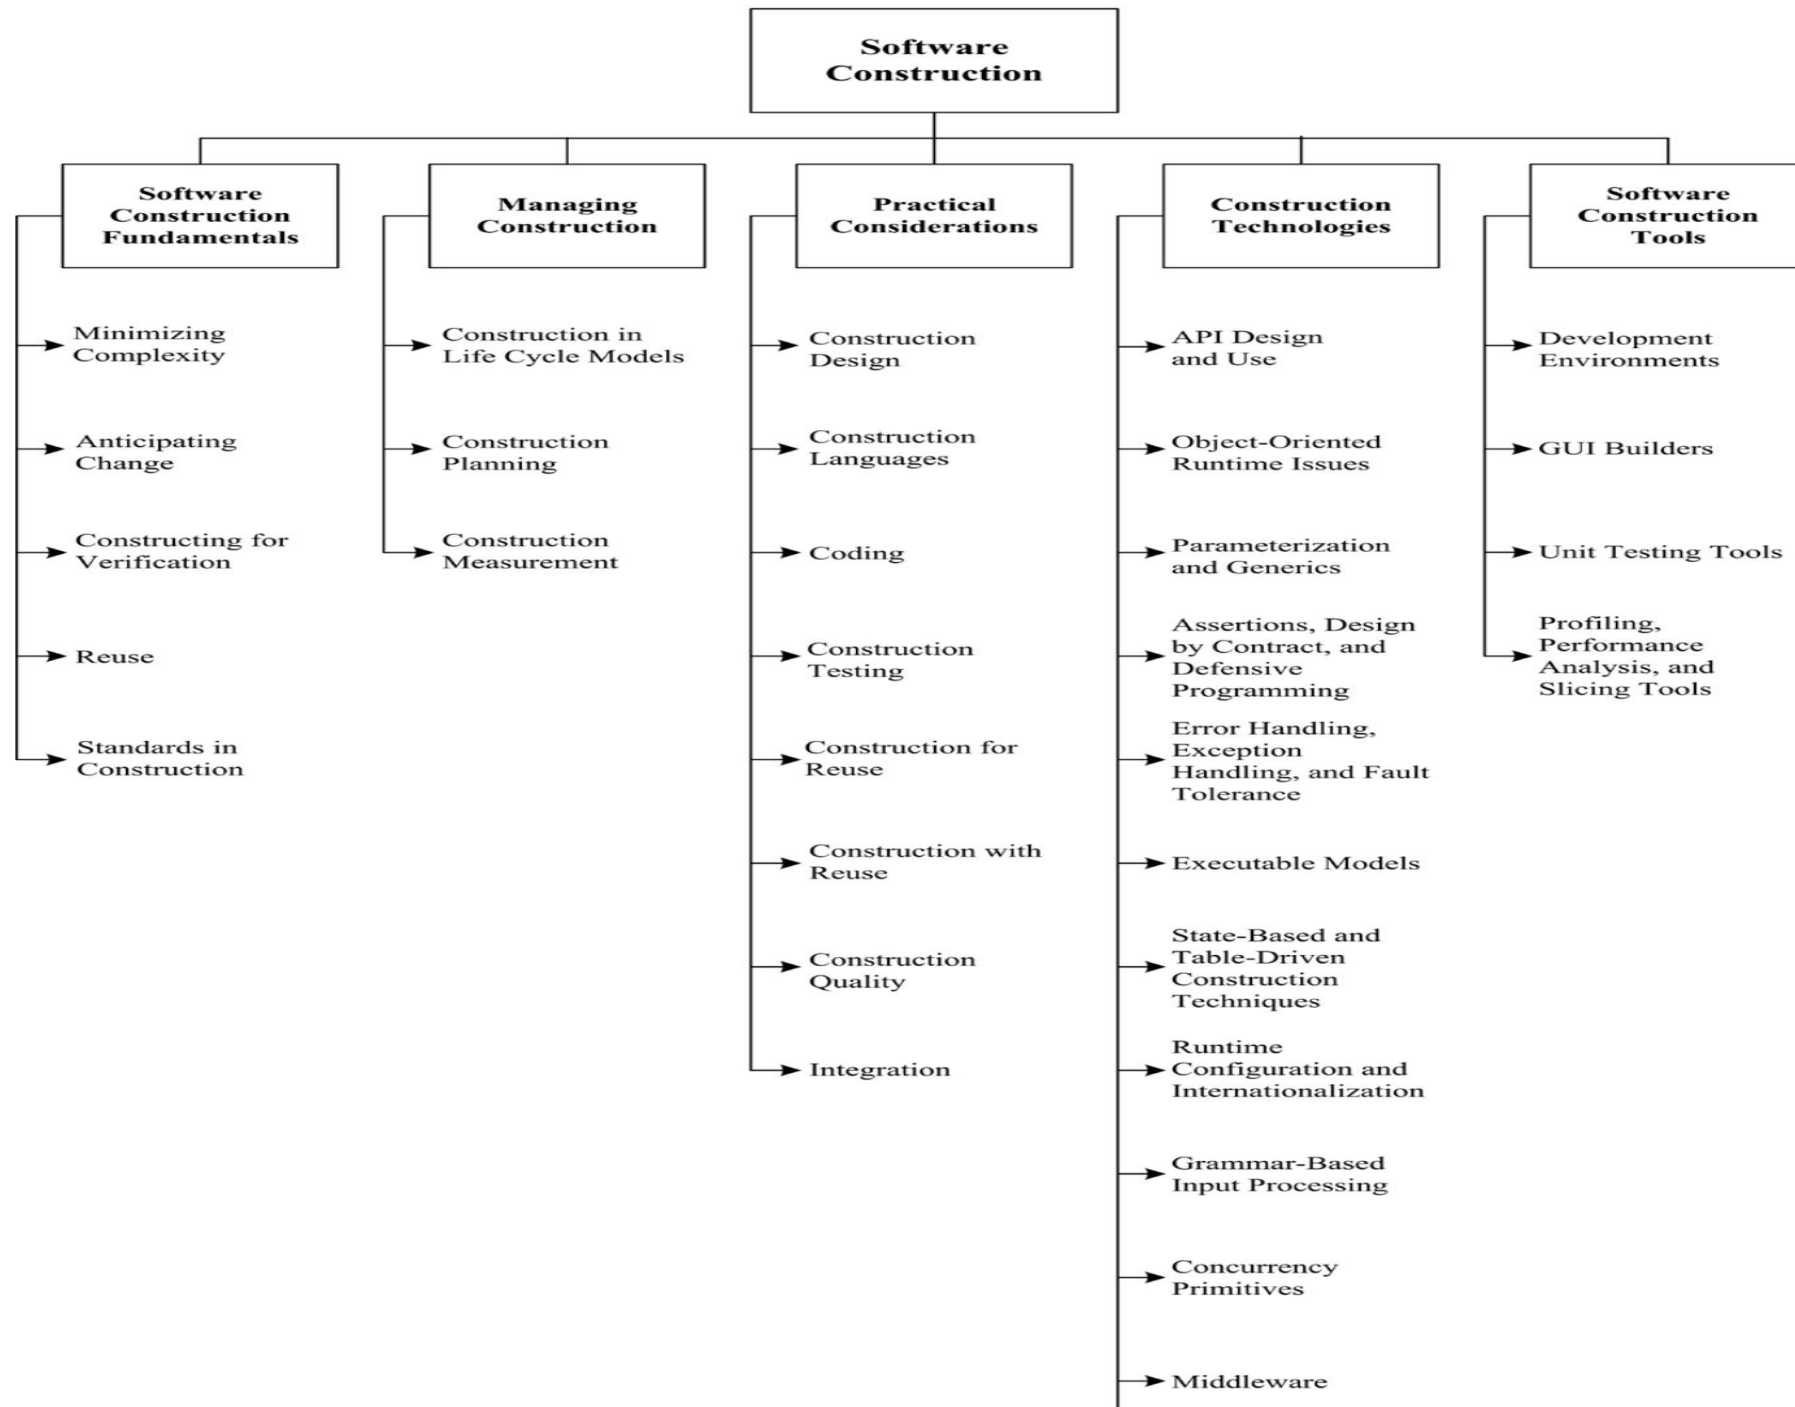 Software
Construction
Software
Construction
Fundamentals
Minimizing
Complexity
Anticipating
Change
Constructing for
Verification
Reuse
Standards in
Construction
Managing
Construction
Construction in
Life Cycle Models
Construction
Planning
Construction
Measurement
Practical
Considerations
Construction
Design
Construction
Languages
Coding
Construction
Testing
Construction for
Reuse
Construction with
Reuse
Construction
Quality
Integration
Construction
Technologies
API Design
and Use
Object-Oriented
Runtime Issues
Parameterization
and Generics
Assertions, Design
by Contract, and
Defensive
Programming
Error Handling,
Exception
Handling, and Fault
Tolerance
Executable Models
State-Based and
Table-Driven
Construction
Techniques
Runtime
Configuration and
Internationalization
Grammar-Based
Input Processing
Concurrency
Primitives
Middleware
Software
Construction
Tools
Development
Environments
GUI Builders
Unit Testing Tools
Profiling,
Performance
Analysis, and
Slicing Tools